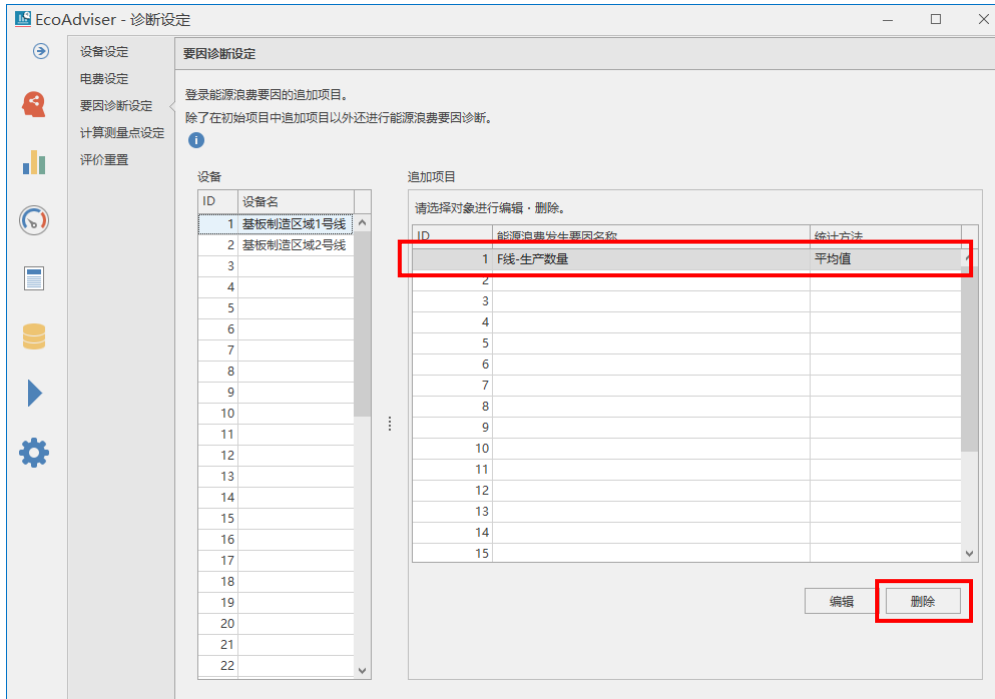 EcoAdviser - 诊断设定
设备设定
电费设定
要因诊断设定
计算测量点设定
评价重置
要因诊断设定
登录能源浪费要因的追加项目。
除了在初始项目中追加项目以外还进行能源浪费要因诊断。
设备
ID 设备名
1 基板制造区域1号线
2 基板制造区域2号线
3
4
5
6
7
8
9
10
11
12
13
14
15
16
17
18
19
20
21
22
追加项目
请选择对象进行编辑・删除。
ID 能源浪费发生要因名称 统计方法
1 F线-生产数量 平均值
2
3
4
5
6
7
8
9
10
11
12
13
14
15
编辑 删除